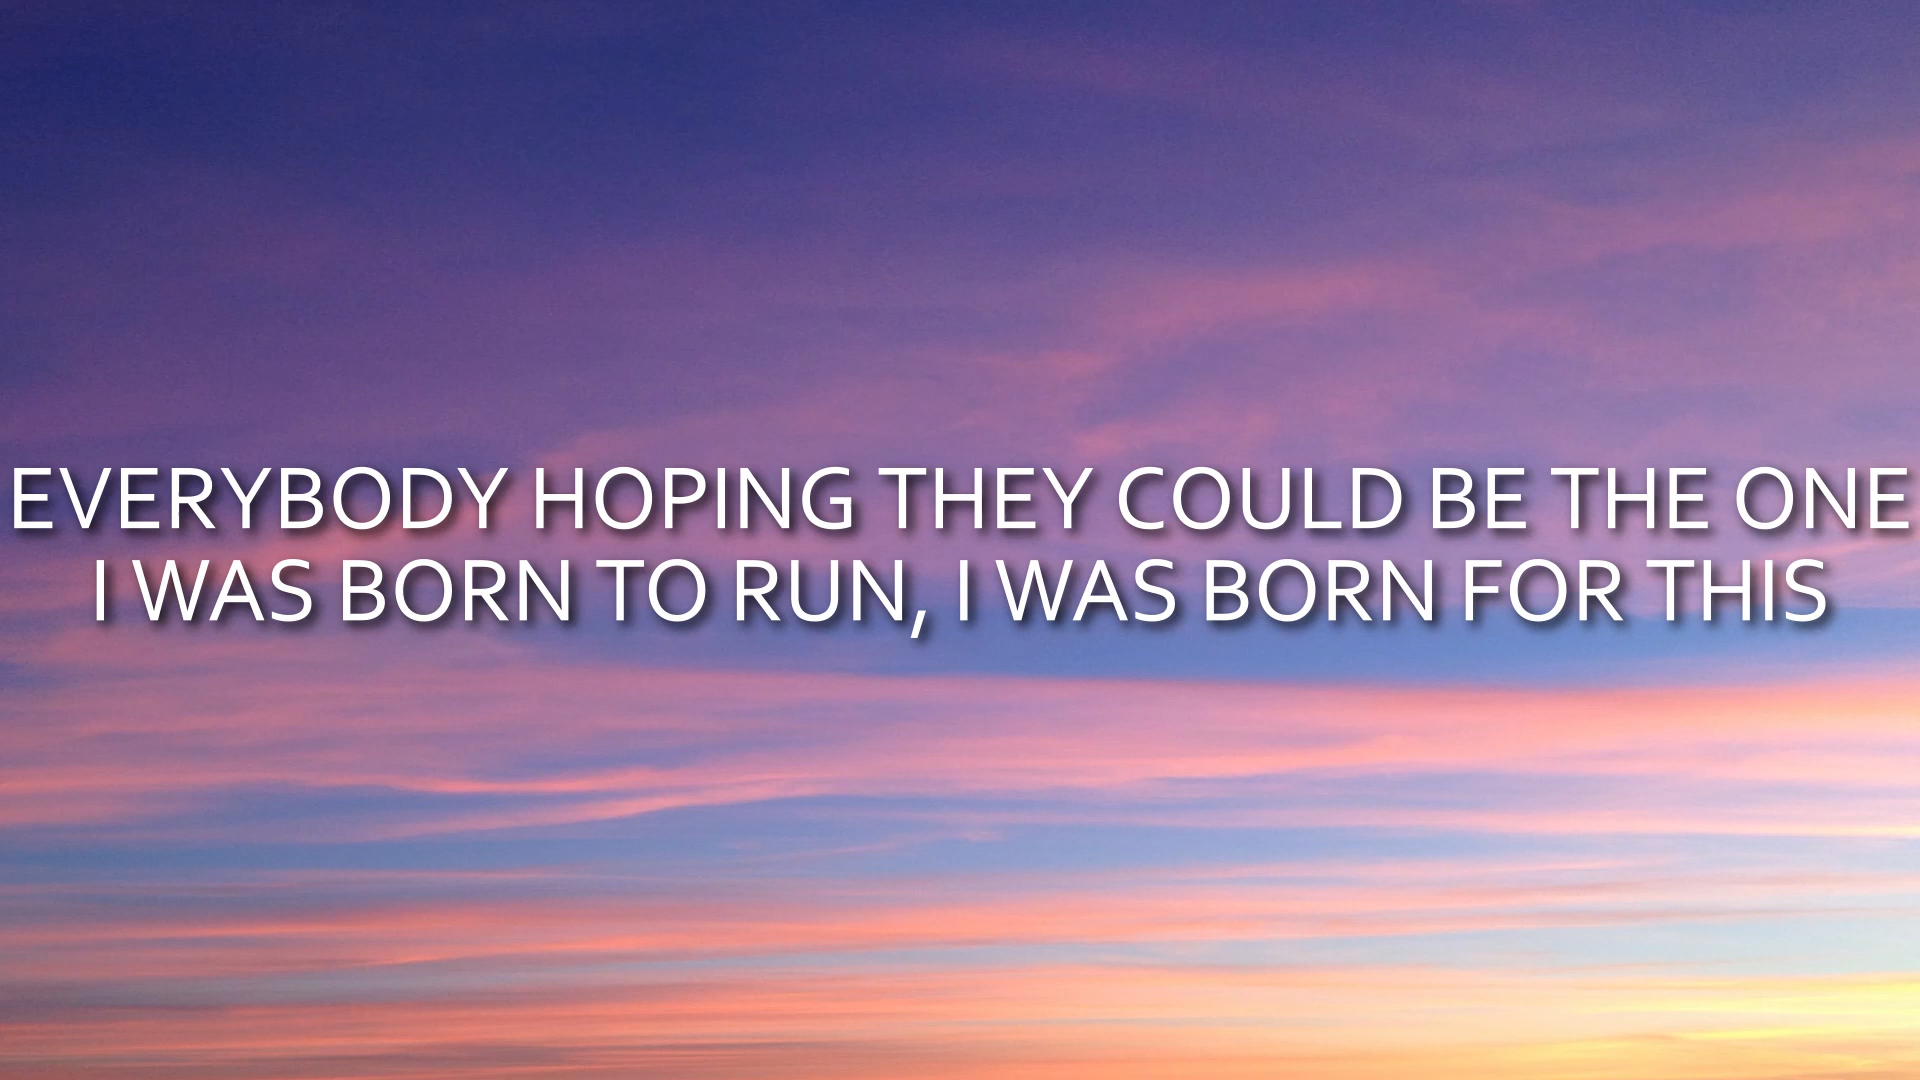 EVERYBODY HOPING THEY COULD BE THE ONE
I WAS BORN TO RUN, I WAS BORN FOR THIS